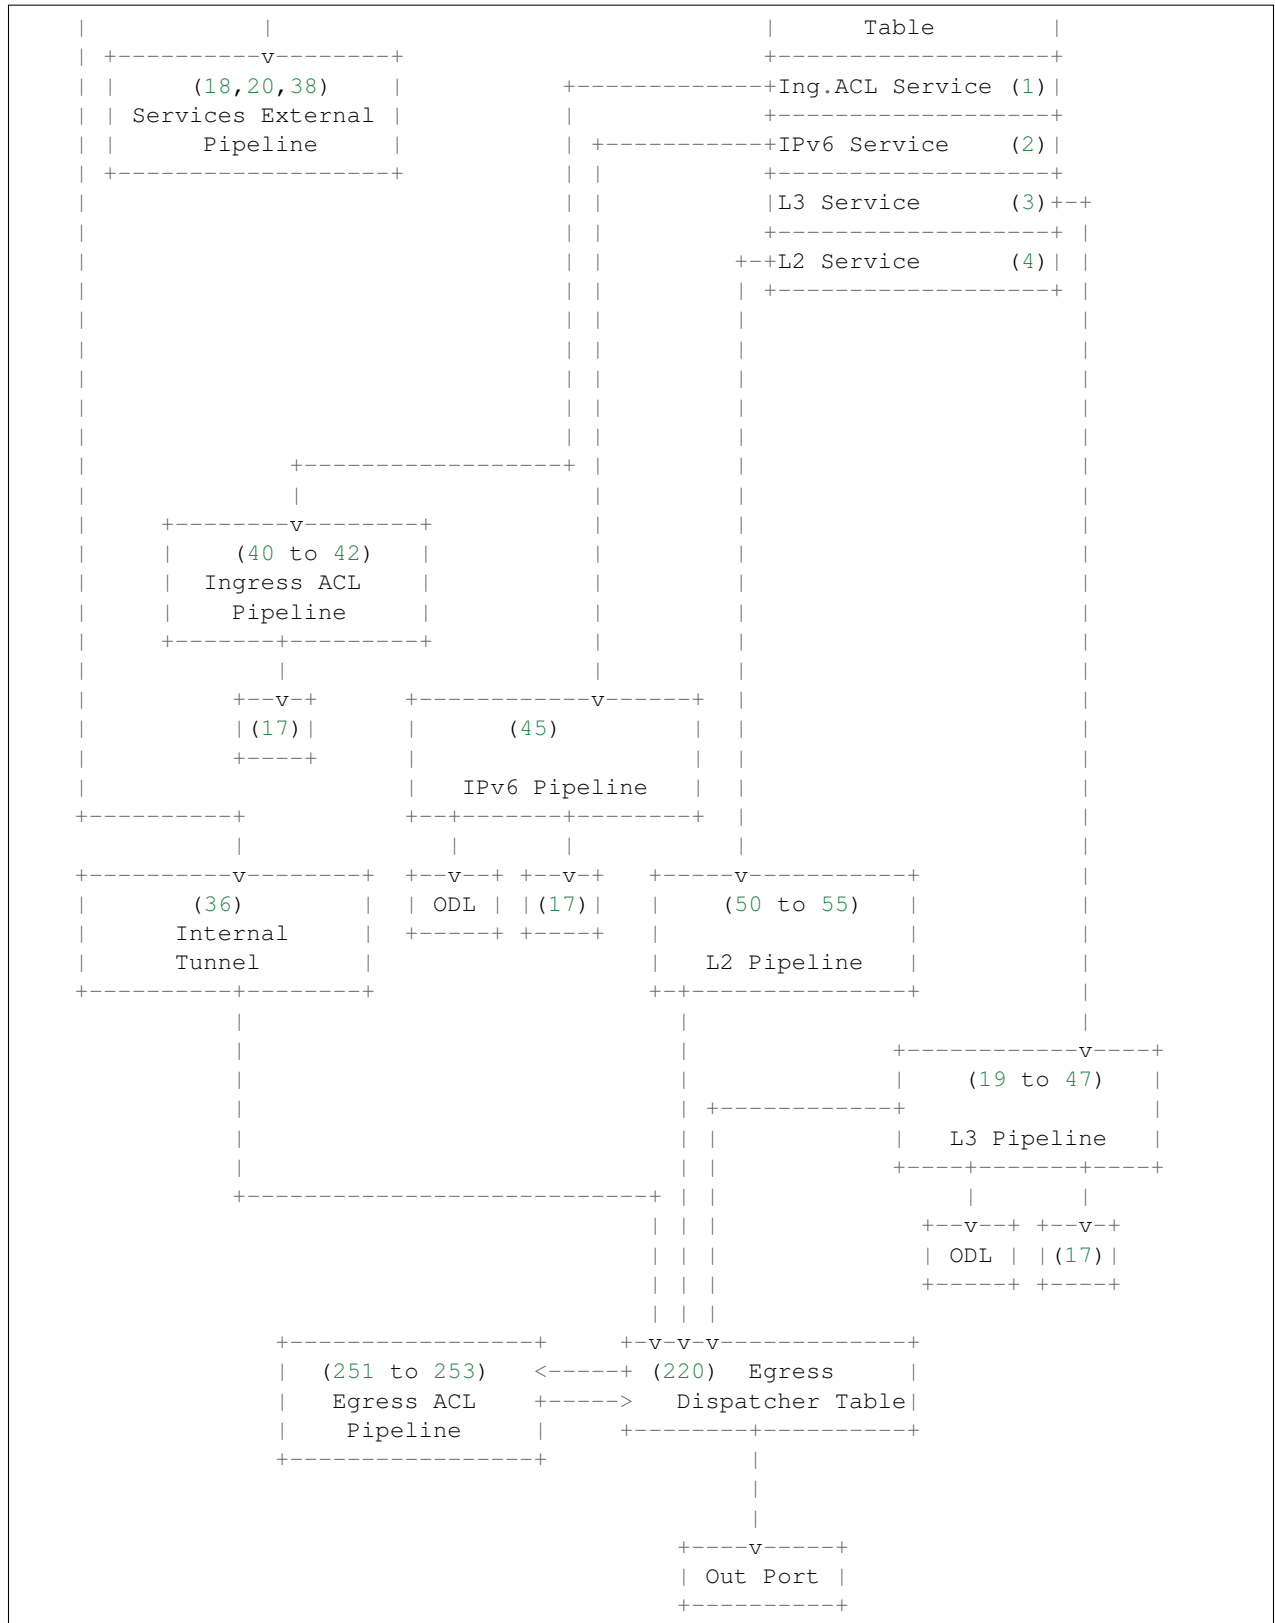 Table
(18,20,38)
Ing.ACL Service (1)
Services External
Pipeline
IPv6 Service (2)
L3 Service (3)
L2 Service (4)
(40 to 42)
Ingress ACL
Pipeline
(17)
(45)
IPv6 Pipeline
(36)
ODL
(17)
(50 to 55)
Internal
Tunnel
L2 Pipeline
(19 to 47)
L3 Pipeline
ODL
(17)
(251 to 253)
Egress ACL
Pipeline
(220) Egress
Dispatcher Table
Out Port